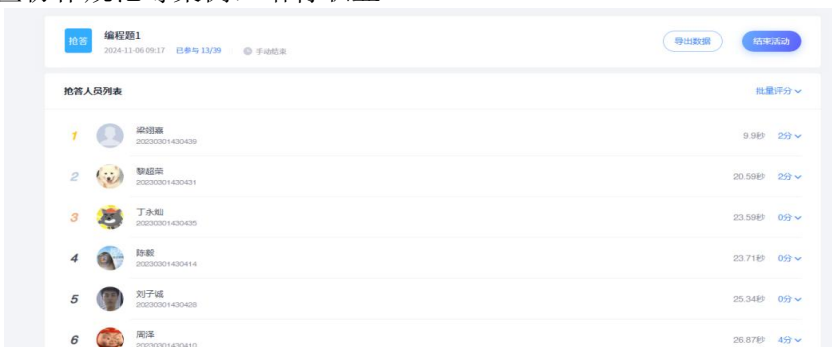 抢答
编程题1
2024-11-06 09:17 已参与 13/39 手动结束
导出数据
结束活动
抢答人员列表
批量评分
1
梁翊嘉
20230301430439
9.9秒 2分
2
黎超荣
20230301430431
20.59秒 2分
3
丁永灿
20230301430435
23.59秒 0分
4
陈毅
20230301430414
23.71秒 0分
5
刘子诚
20230301430428
25.34秒 0分
6
周泽
20230301430410
26.87秒 4分